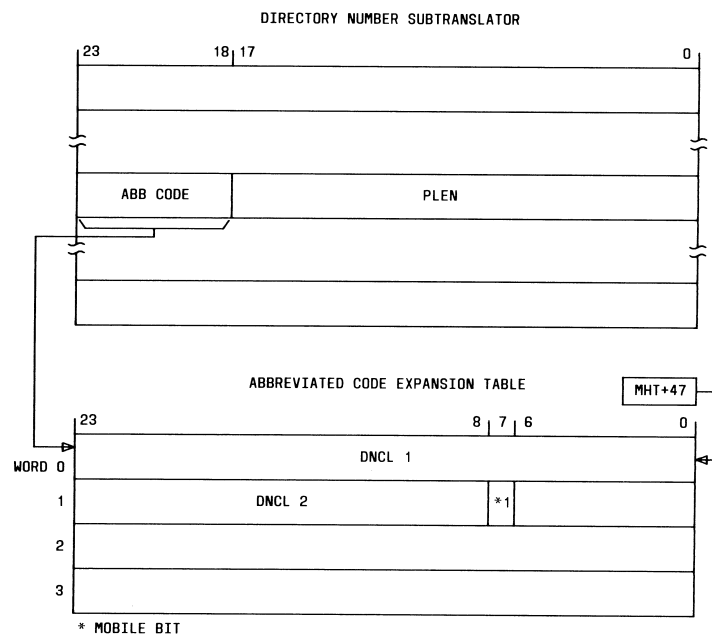 DIRECTORY NUMBER SUBTRANSLATOR
23 18 17 0
ABB CODE PLEN
ABBREVIATED CODE EXPANSION TABLE MHT+47
23 8 7 6 0
WORD 0 DNCL 1
1 DNCL 2 *1
2
3
* MOBILE BIT